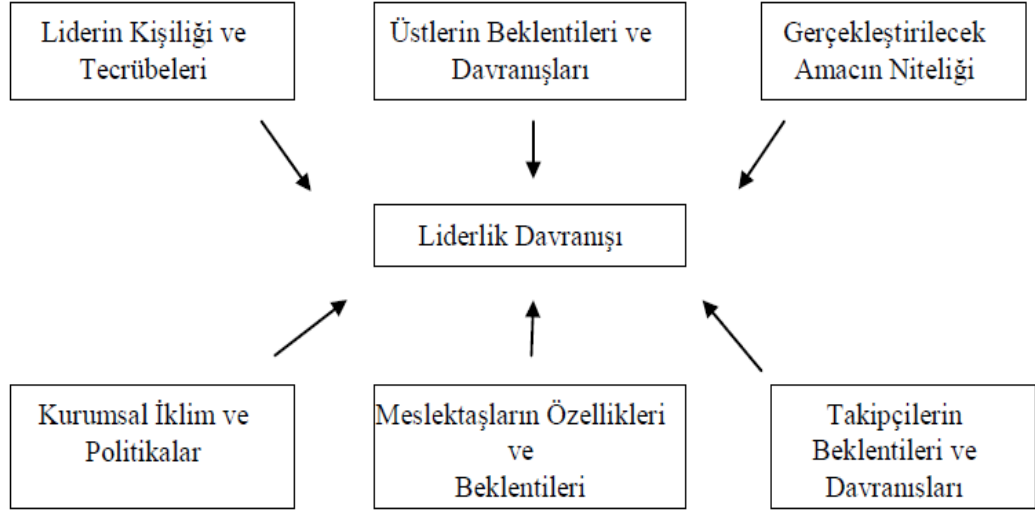 Liderin Kişiliği ve
Tecrübeleri
Üstlerin Beklentileri ve
Davranışları
Gerçekleştirilecek
Amacın Niteliği
Liderlik Davranışı
Kurumsal İklim ve
Politikalar
Meslektaşların Özellikleri
ve
Beklentileri
Takipçilerin
Beklentileri ve
Davranısları